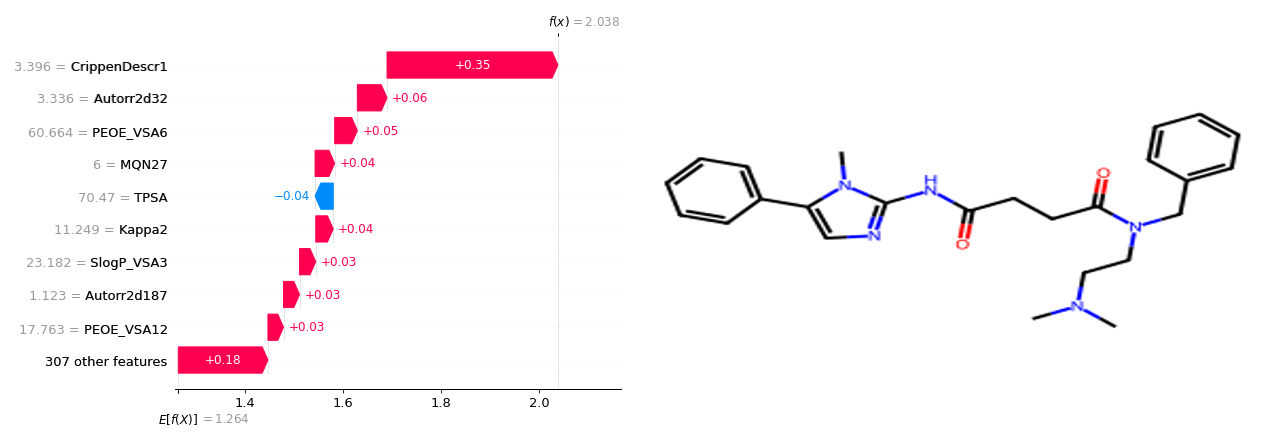 f(x) = 2.038
3.396 = CrippenDescr1
+0.35
3.336 = Autorr2d32
+0.06
60.664 = PEOE_VSA6
+0.05
6 = MQN27
+0.04
70.47 = TPSA
−0.04
11.249 = Kappa2
+0.04
23.182 = SlogP_VSA3
+0.03
1.123 = Autorr2d187
+0.03
17.763 = PEOE_VSA12
+0.03
307 other features
+0.18
1.4 1.6 1.8 2.0
E[f(X)] = 1.264
N
N
H
N
O
O
N
N